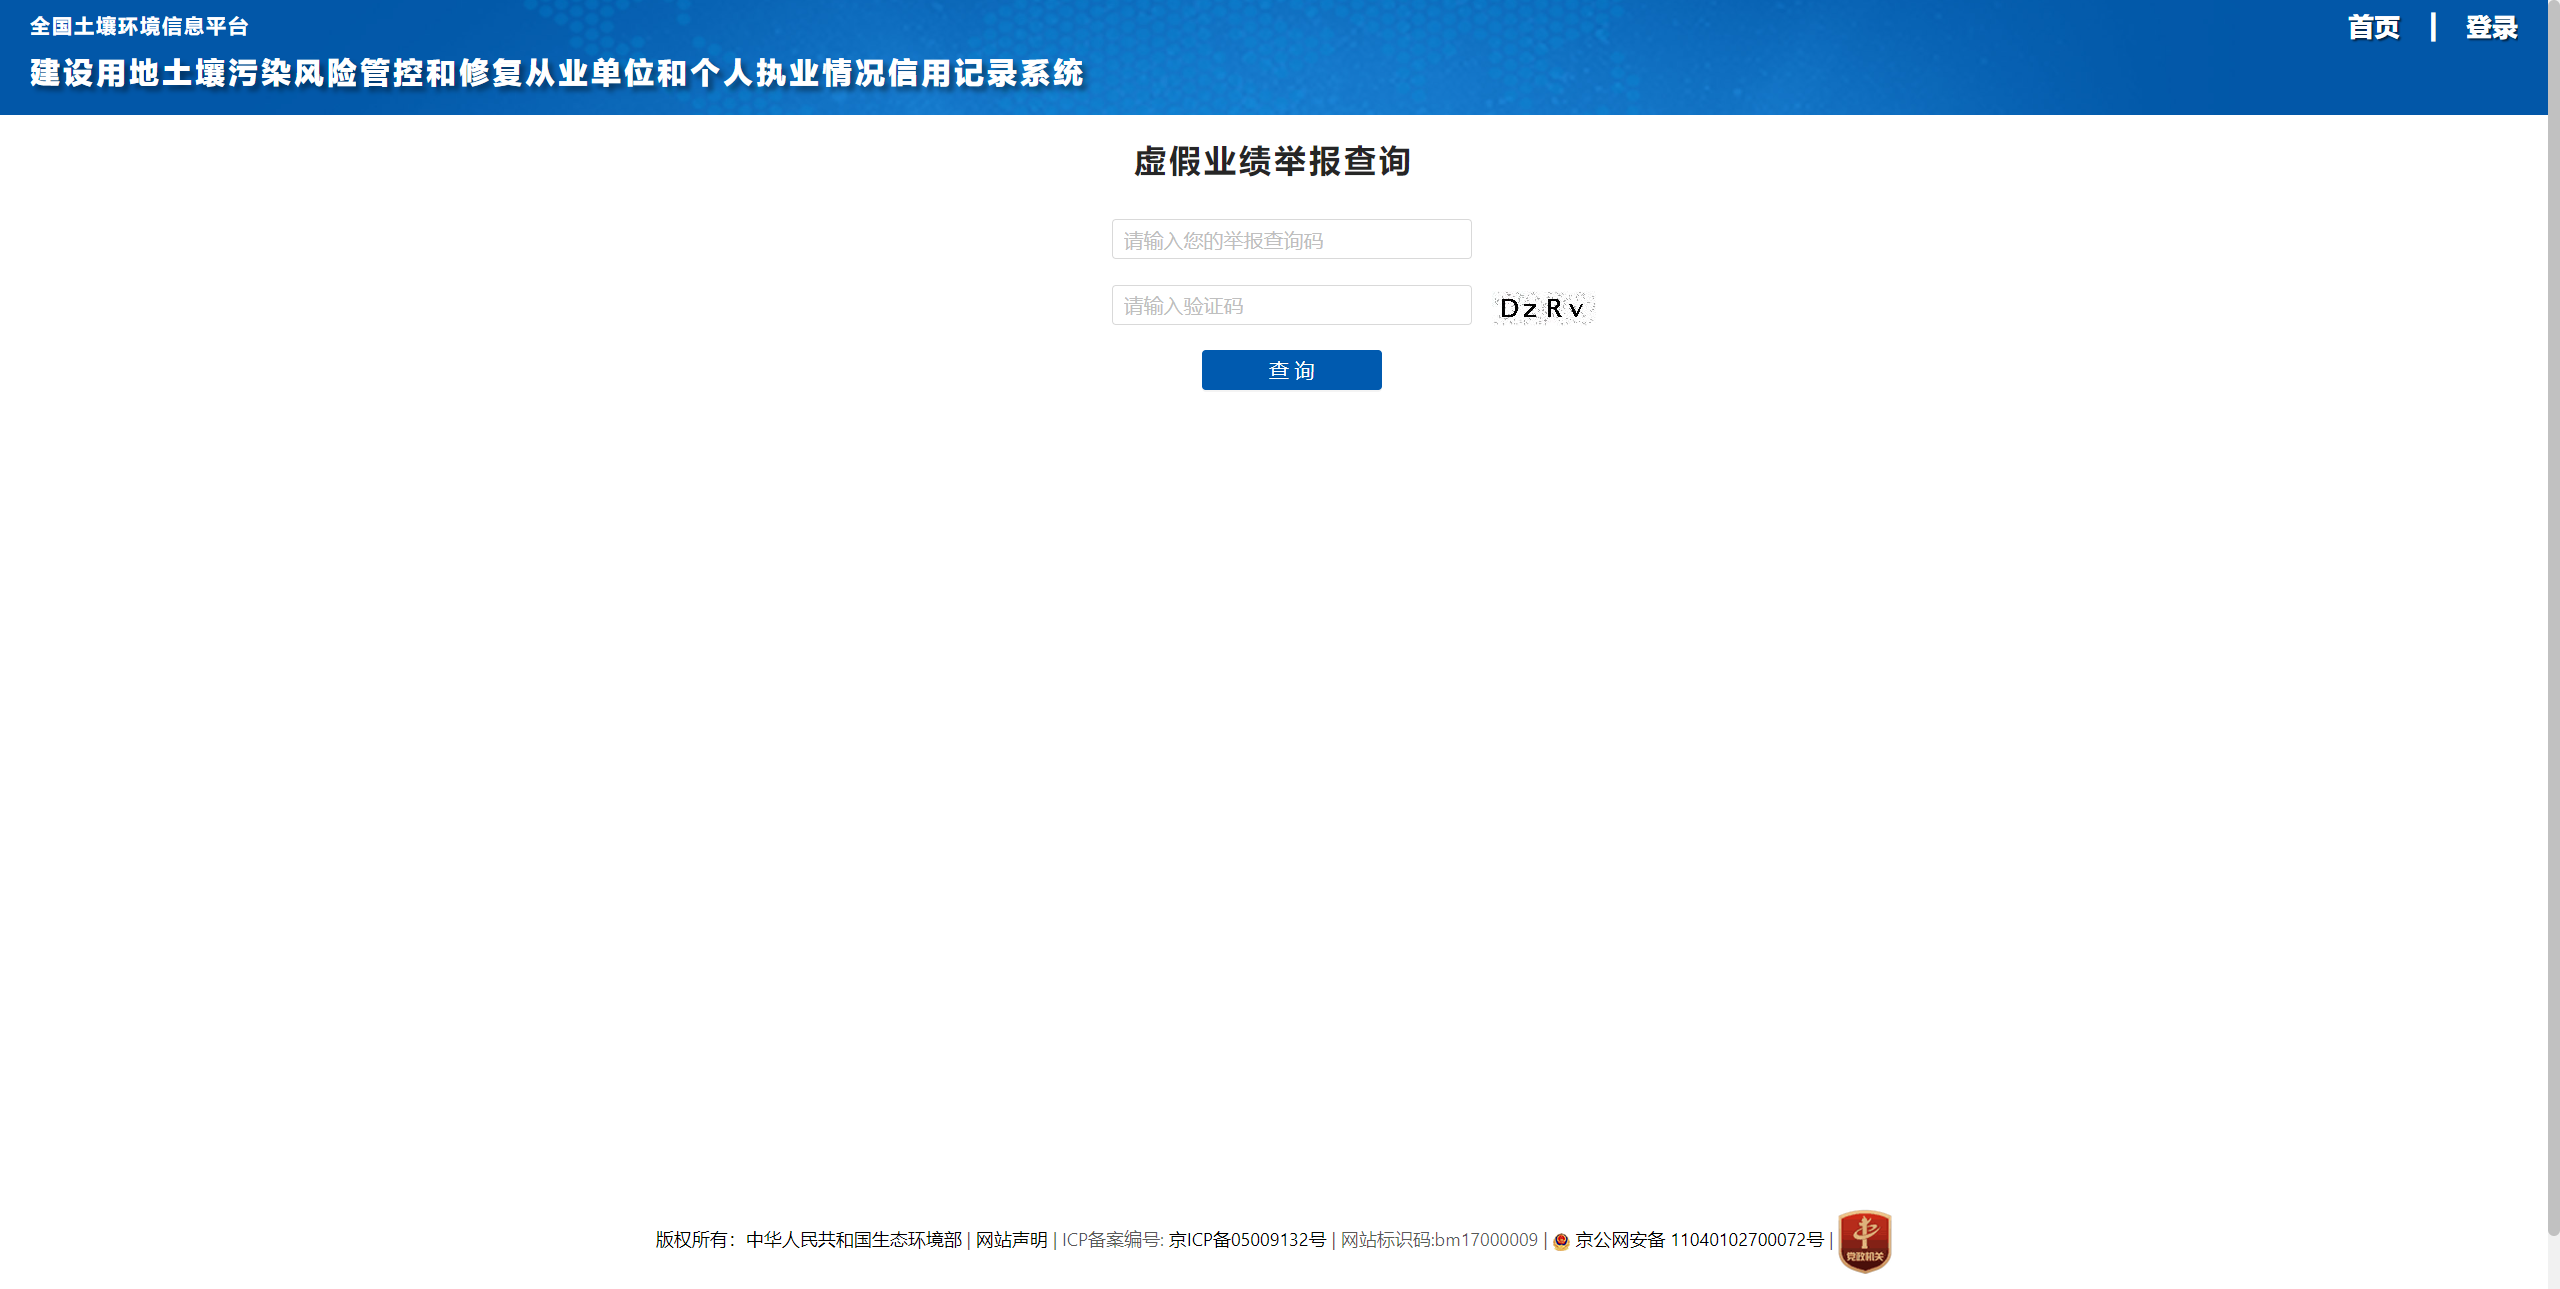 全国土壤环境信息平台
首页 | 登录
建设用地土壤污染风险管控和修复从业单位和个人执业情况信用记录系统
虚假业绩举报查询
请输入您的举报查询码
请输入验证码
DzRv
查询
版权所有：中华人民共和国生态环境部 | 网站声明 | ICP备案编号: 京ICP备05009132号 | 网站标识码:bm17000009 | 京公网安备 11040102700072号 |
党政机关